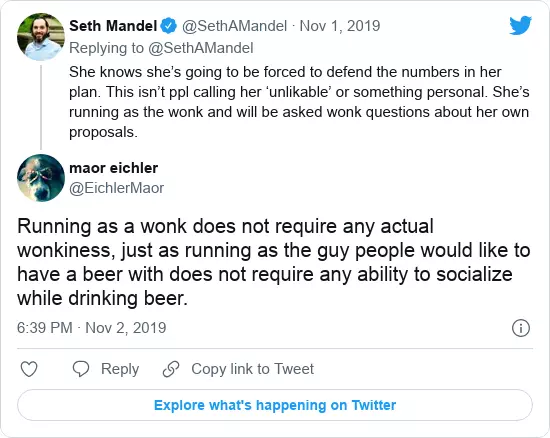 Seth Mandel @SethAMandel · Nov 1, 2019
Replying to @SethAMandel
She knows she’s going to be forced to defend the numbers in her
plan. This isn’t ppl calling her ‘unlikable’ or something personal. She’s
running as the wonk and will be asked wonk questions about her own
proposals.
maor eichler
@EichlerMaor
Running as a wonk does not require any actual
wonkiness, just as running as the guy people would like to
have a beer with does not require any ability to socialize
while drinking beer.
6:39 PM · Nov 2, 2019
Reply Copy link to Tweet
Explore what's happening on Twitter